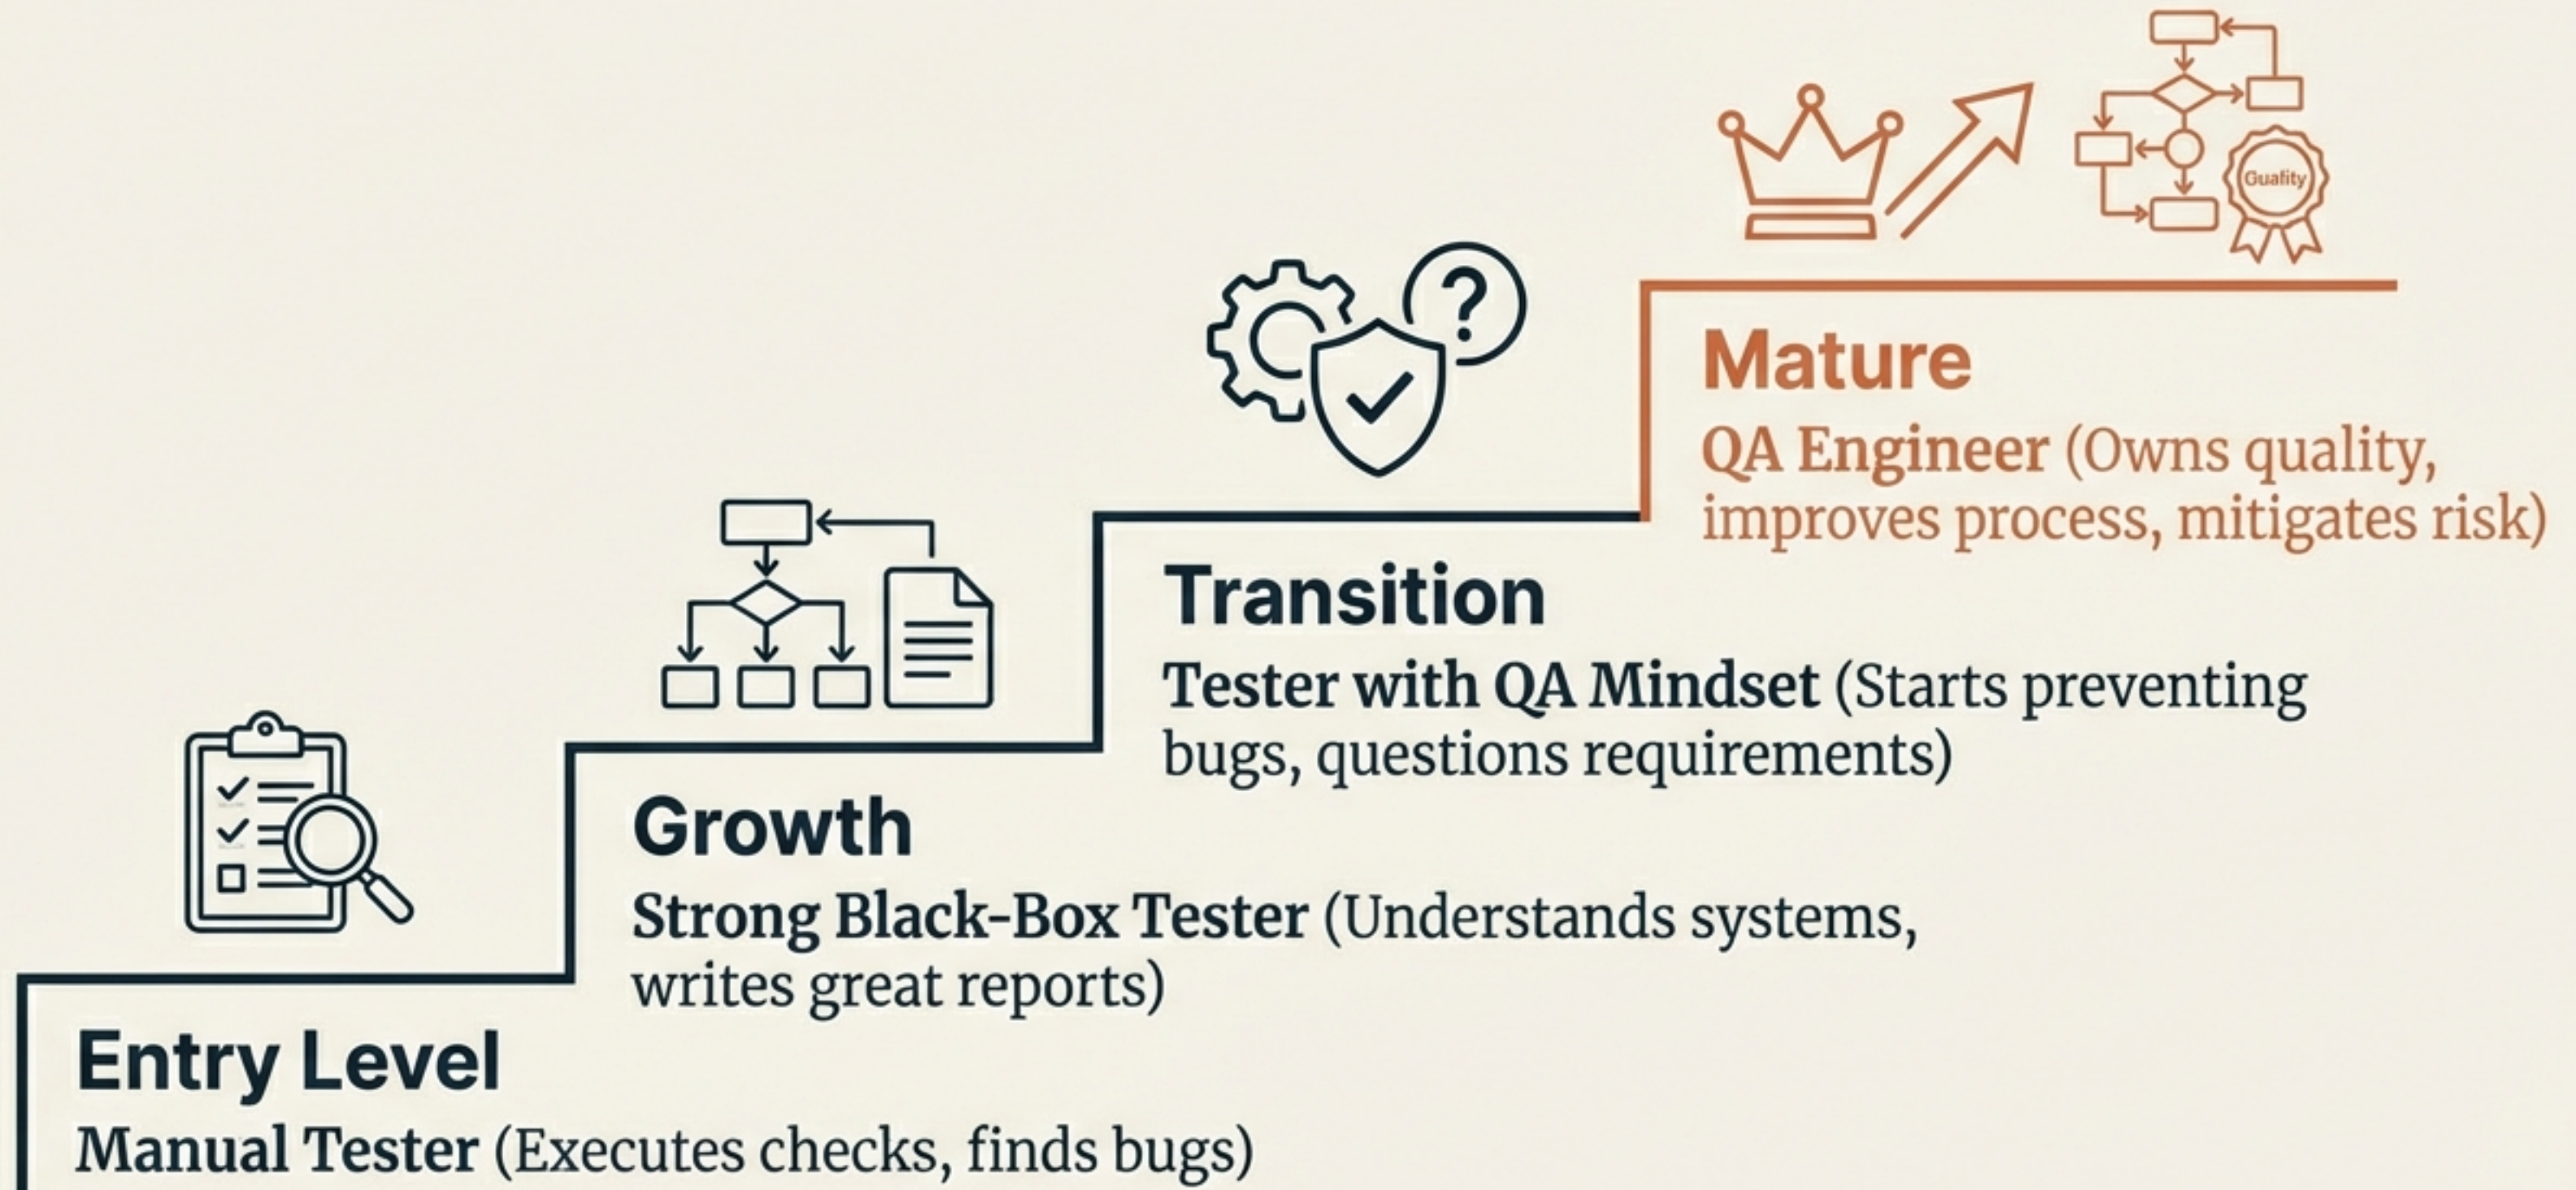 Guality
Mature
QA Engineer (Owns quality,
improves process, mitigates risk)
Transition
Tester with QA Mindset (Starts preventing
bugs, questions requirements)
Growth
Strong Black-Box Tester (Understands systems,
writes great reports)
Entry Level
Manual Tester (Executes checks, finds bugs)